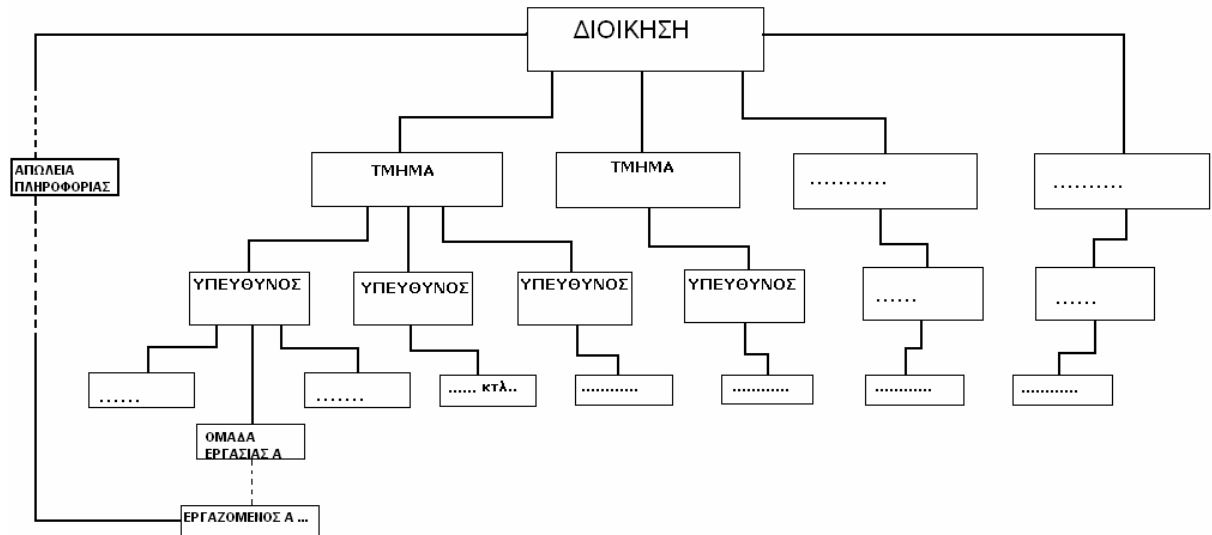 ΔΙΟΙΚΗΣΗ
ΑΠΩΛΕΙΑ
ΠΛΗΡΟΦΟΡΙΑΣ
ΤΜΗΜΑ
ΤΜΗΜΑ
...........
..........
ΥΠΕΥΘΥΝΟΣ
ΥΠΕΥΘΥΝΟΣ
ΥΠΕΥΘΥΝΟΣ
ΥΠΕΥΘΥΝΟΣ
......
......
......
.......
...... κτλ..
............
............
............
............
ΟΜΑΔΑ
ΕΡΓΑΣΙΑΣ Α
ΕΡΓΑΖΟΜΕΝΟΣ Α ...